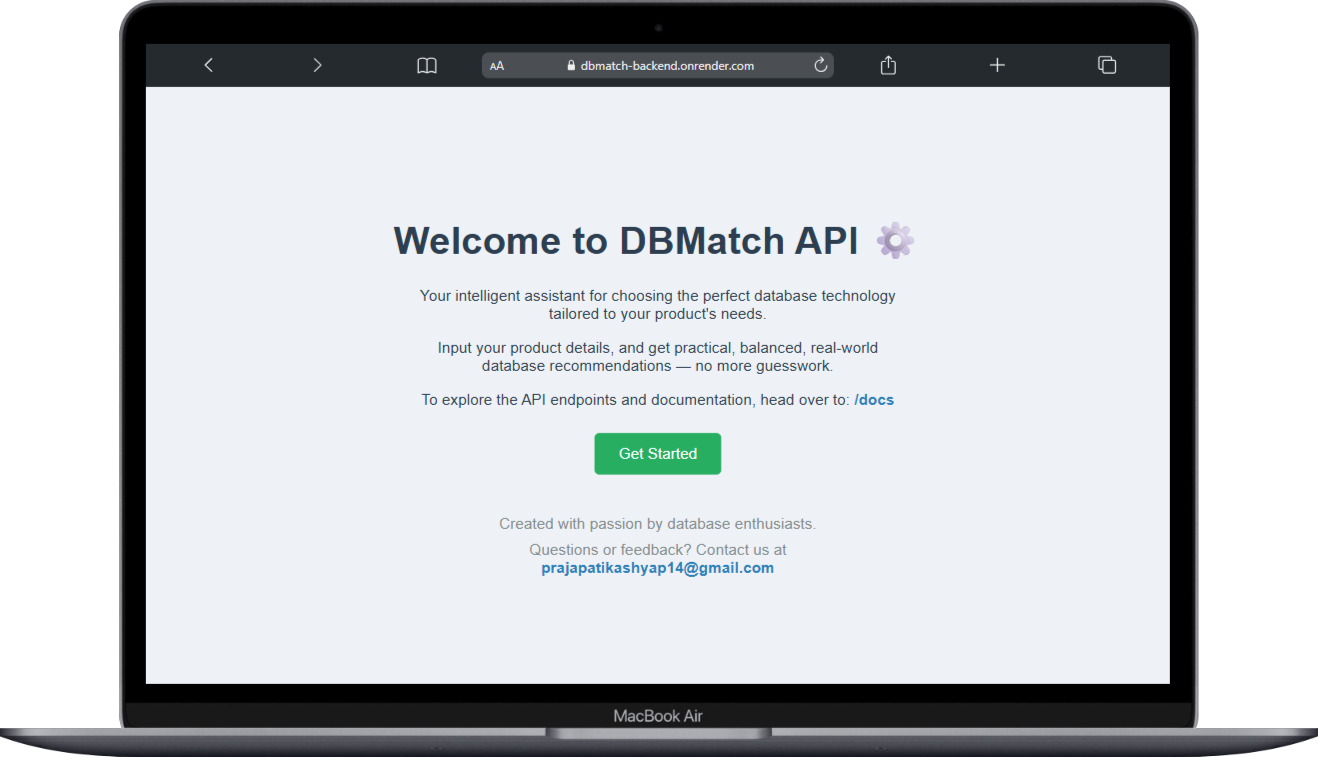 AA dbmatch-backend.onrender.com
Welcome to DBMatch API
Your intelligent assistant for choosing the perfect database technology
tailored to your product's needs.
Input your product details, and get practical, balanced, real-world
database recommendations — no more guesswork.
To explore the API endpoints and documentation, head over to: /docs
Get Started
Created with passion by database enthusiasts.
Questions or feedback? Contact us at
prajapatikashyap14@gmail.com
MacBook Air